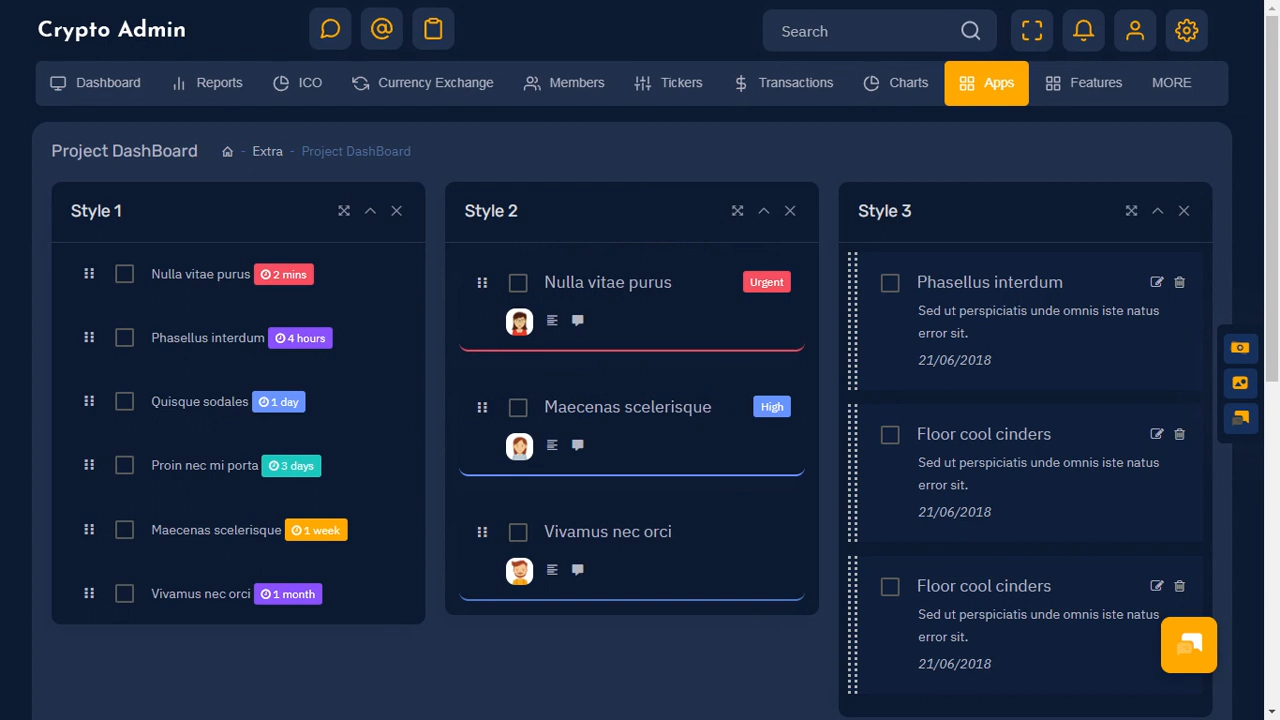 Crypto Admin
Search
Dashboard
Reports
ICO
Currency Exchange
Members
Tickers
Transactions
Charts
Apps
Features
MORE
Project DashBoard
- Extra - Project DashBoard
Style 1
Nulla vitae purus 2 mins
Phasellus interdum 4 hours
Quisque sodales 1 day
Proin nec mi porta 3 days
Maecenas scelerisque 1 week
Vivamus nec orci 1 month
Style 2
Nulla vitae purus Urgent
Maecenas scelerisque High
Vivamus nec orci
Style 3
Phasellus interdum
Sed ut perspiciatis unde omnis iste natus
error sit.
21/06/2018
Floor cool cinders
Sed ut perspiciatis unde omnis iste natus
error sit.
21/06/2018
Floor cool cinders
Sed ut perspiciatis unde omnis iste natus
error sit.
21/06/2018